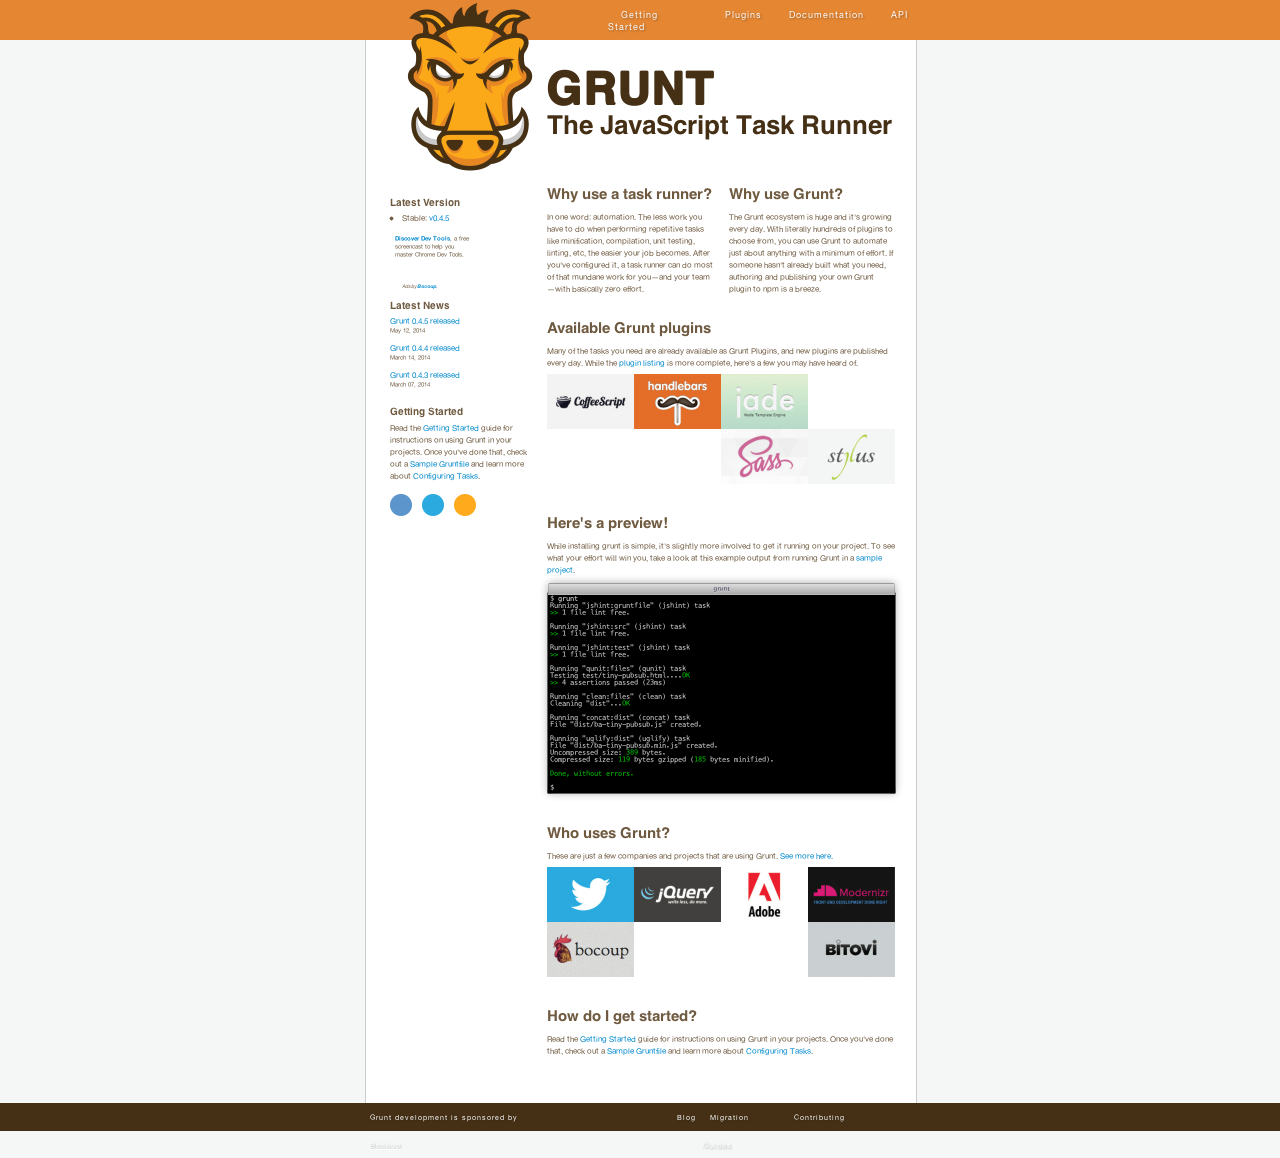 Getting
Started
Plugins
Documentation
API
GRUNT
The JavaScript Task Runner
Latest Version
Stable: v0.4.5
Discover Dev Tools, a free
screencast to help you
master Chrome Dev Tools.
Ads by Bocoup.
Latest News
Grunt 0.4.5 released
May 12, 2014
Grunt 0.4.4 released
March 14, 2014
Grunt 0.4.3 released
March 07, 2014
Getting Started
Read the Getting Started guide for
instructions on using Grunt in your
projects. Once you've done that, check
out a Sample Gruntfile and learn more
about Configuring Tasks.
Why use a task runner?
In one word: automation. The less work you
have to do when performing repetitive tasks
like minification, compilation, unit testing,
linting, etc, the easier your job becomes. After
you've configured it, a task runner can do most
of that mundane work for you—and your team
—with basically zero effort.
Why use Grunt?
The Grunt ecosystem is huge and it's growing
every day. With literally hundreds of plugins to
choose from, you can use Grunt to automate
just about anything with a minimum of effort. If
someone hasn't already built what you need,
authoring and publishing your own Grunt
plugin to npm is a breeze.
Available Grunt plugins
Many of the tasks you need are already available as Grunt Plugins, and new plugins are published
every day. While the plugin listing is more complete, here's a few you may have heard of.
CoffeeScript
handlebars
jade
Node Template Engine
Sass
stylus
Here's a preview!
While installing grunt is simple, it's slightly more involved to get it running on your project. To see
what your effort will win you, take a look at this example output from running Grunt in a sample
project.
grunt
$ grunt
Running "jshint:gruntfile" (jshint) task
>> 1 file lint free.
Running "jshint:src" (jshint) task
>> 1 file lint free.
Running "jshint:test" (jshint) task
>> 1 file lint free.
Running "qunit:files" (qunit) task
Testing test/tiny-pubsub.html....OK
>> 4 assertions passed (23ms)
Running "clean:files" (clean) task
Cleaning "dist"...OK
Running "concat:dist" (concat) task
File "dist/ba-tiny-pubsub.js" created.
Running "uglify:dist" (uglify) task
File "dist/ba-tiny-pubsub.min.js" created.
Uncompressed size: 389 bytes.
Compressed size: 119 bytes gzipped (185 bytes minified).
Done, without errors.
$
Who uses Grunt?
These are just a few companies and projects that are using Grunt. See more here.
jQuery
write less, do more.
Adobe
Modernizr
FRONT-END DEVELOPMENT DONE RIGHT
bocoup
BITOVI
How do I get started?
Read the Getting Started guide for instructions on using Grunt in your projects. Once you've done
that, check out a Sample Gruntfile and learn more about Configuring Tasks.
Grunt development is sponsored by
Blog
Migration
Contributing
Bocoup
Guides